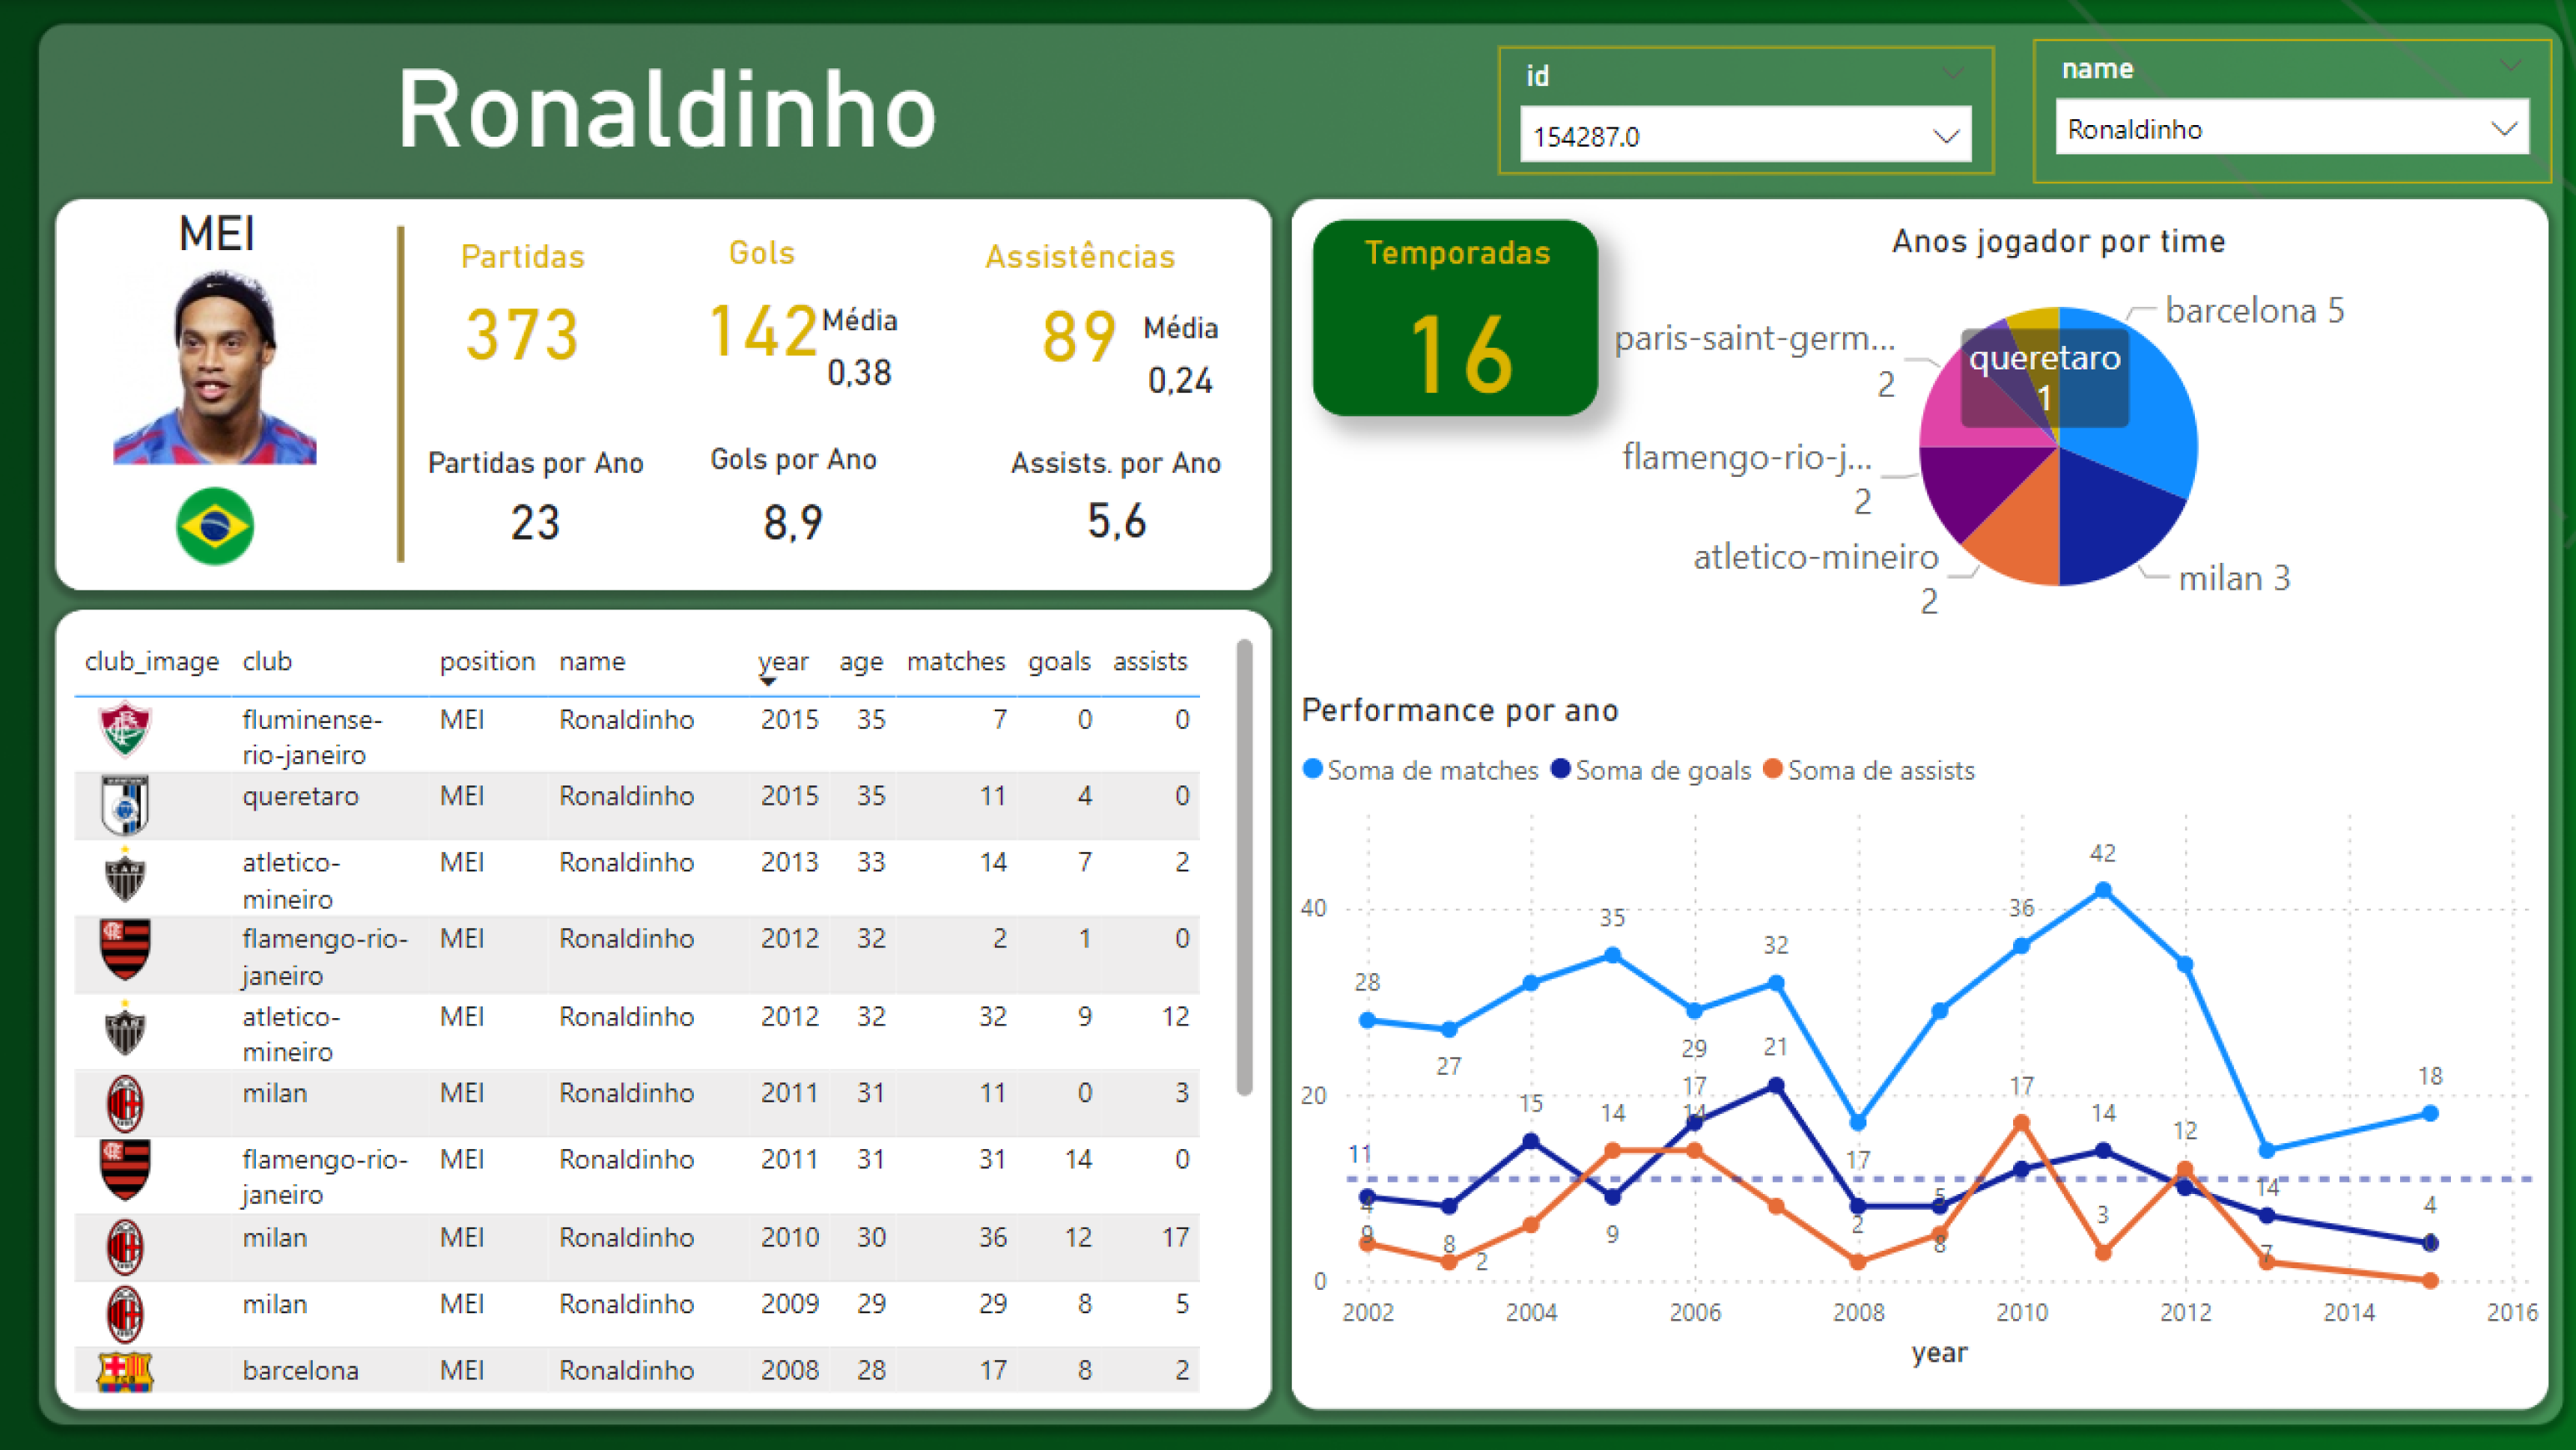 Ronaldinho
id
154287.0
name
Ronaldinho
MEI
Partidas
373
Gols
142
Média
0,38
Assistências
89
Média
0,24
Partidas por Ano
23
Gols por Ano
8,9
Assists. por Ano
5,6
club_image club position name year age matches goals assists
fluminense-
rio-janeiro MEI Ronaldinho 2015 35 7 0 0
queretaro MEI Ronaldinho 2015 35 11 4 0
atletico-
mineiro MEI Ronaldinho 2013 33 14 7 2
flamengo-rio-
janeiro MEI Ronaldinho 2012 32 2 1 0
atletico-
mineiro MEI Ronaldinho 2012 32 32 9 12
milan MEI Ronaldinho 2011 31 11 0 3
flamengo-rio-
janeiro MEI Ronaldinho 2011 31 31 14 0
milan MEI Ronaldinho 2010 30 36 12 17
milan MEI Ronaldinho 2009 29 29 8 5
barcelona MEI Ronaldinho 2008 28 17 8 2
Temporadas
16
Anos jogador por time
barcelona 5
milan 3
atletico-mineiro
2
flamengo-rio-j...
2
paris-saint-germ...
2
queretaro
1
Performance por ano
Soma de matches Soma de goals Soma de assists
40
20
0
28 27 35 29 32 17 36 42 14 18
11
9 8 15 9 17 21 8 14 7 4
4 2 14 14 2 5 17 3 12 0
2002 2004 2006 2008 2010 2012 2014 2016
year